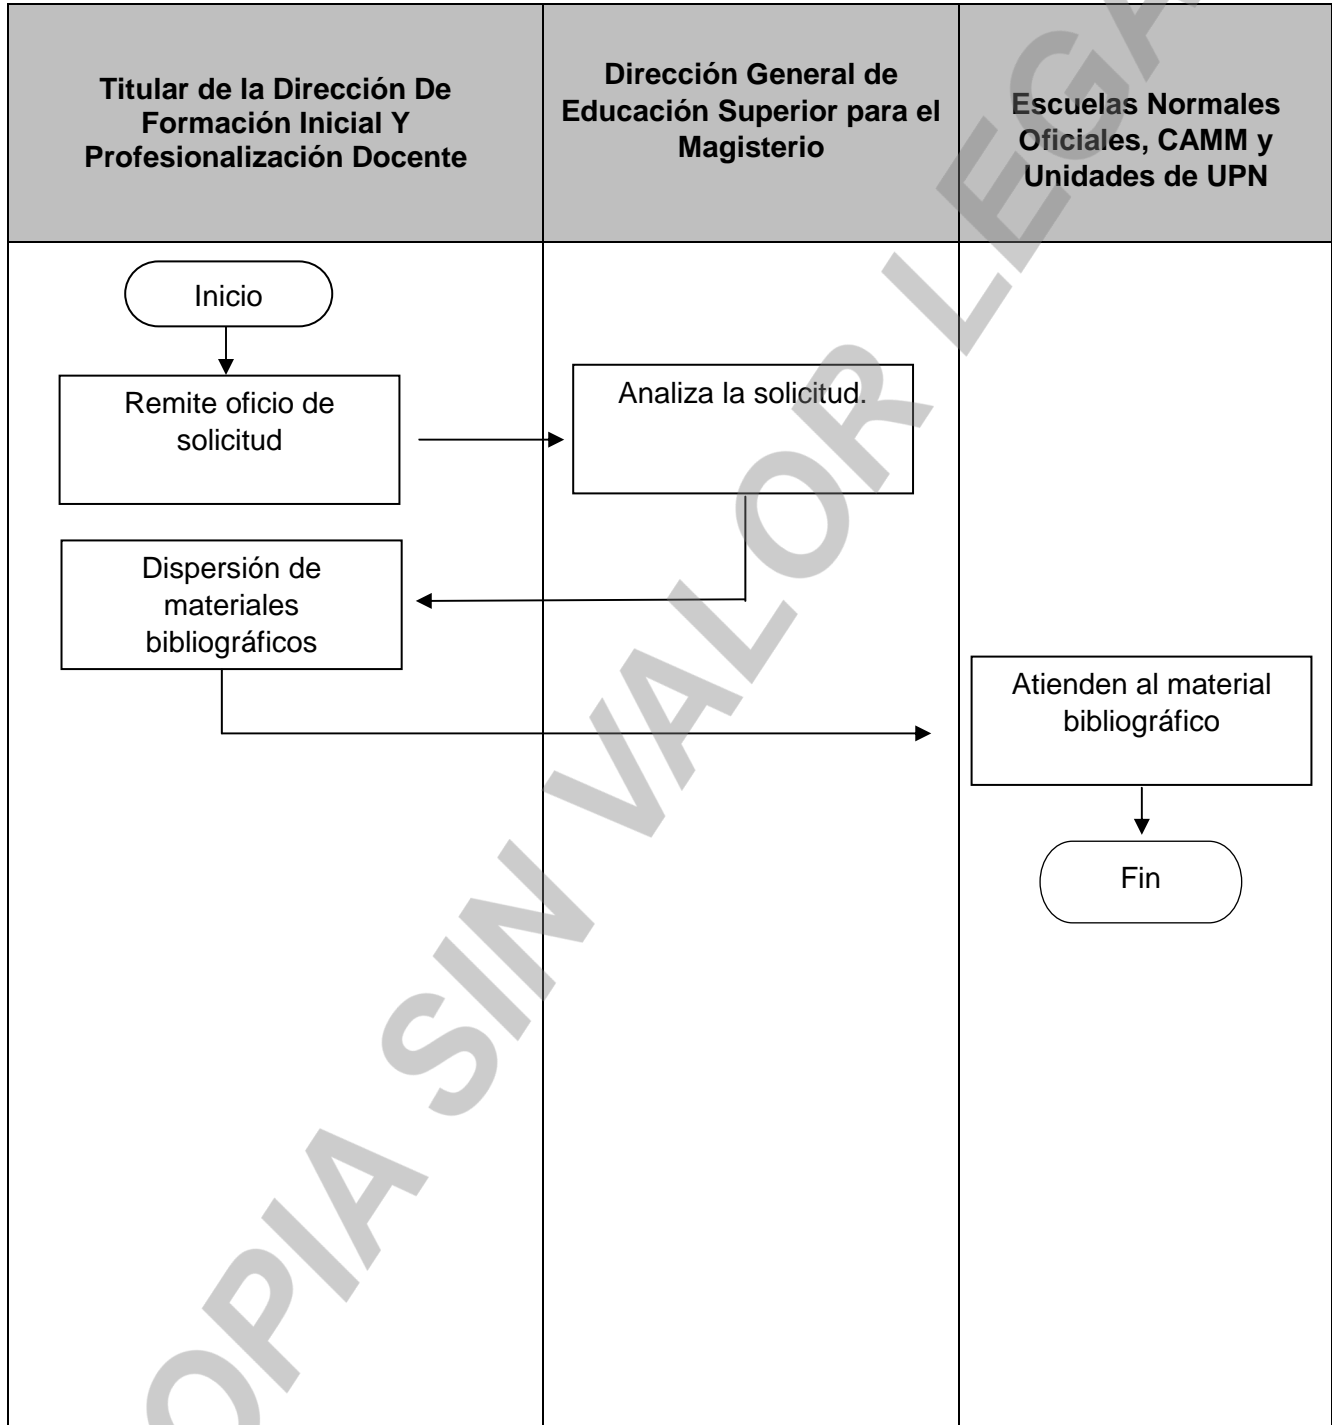 Titular de la Dirección De
Formación Inicial Y
Profesionalización Docente
Dirección General de
Educación Superior para el
Magisterio
Escuelas Normales
Oficiales, CAMM y
Unidades de UPN
Inicio
Remite oficio de
solicitud
Analiza la solicitud.
Dispersión de
materiales
bibliográficos
Atienden al material
bibliográfico
Fin
OPIA SIN VALOR LEGA